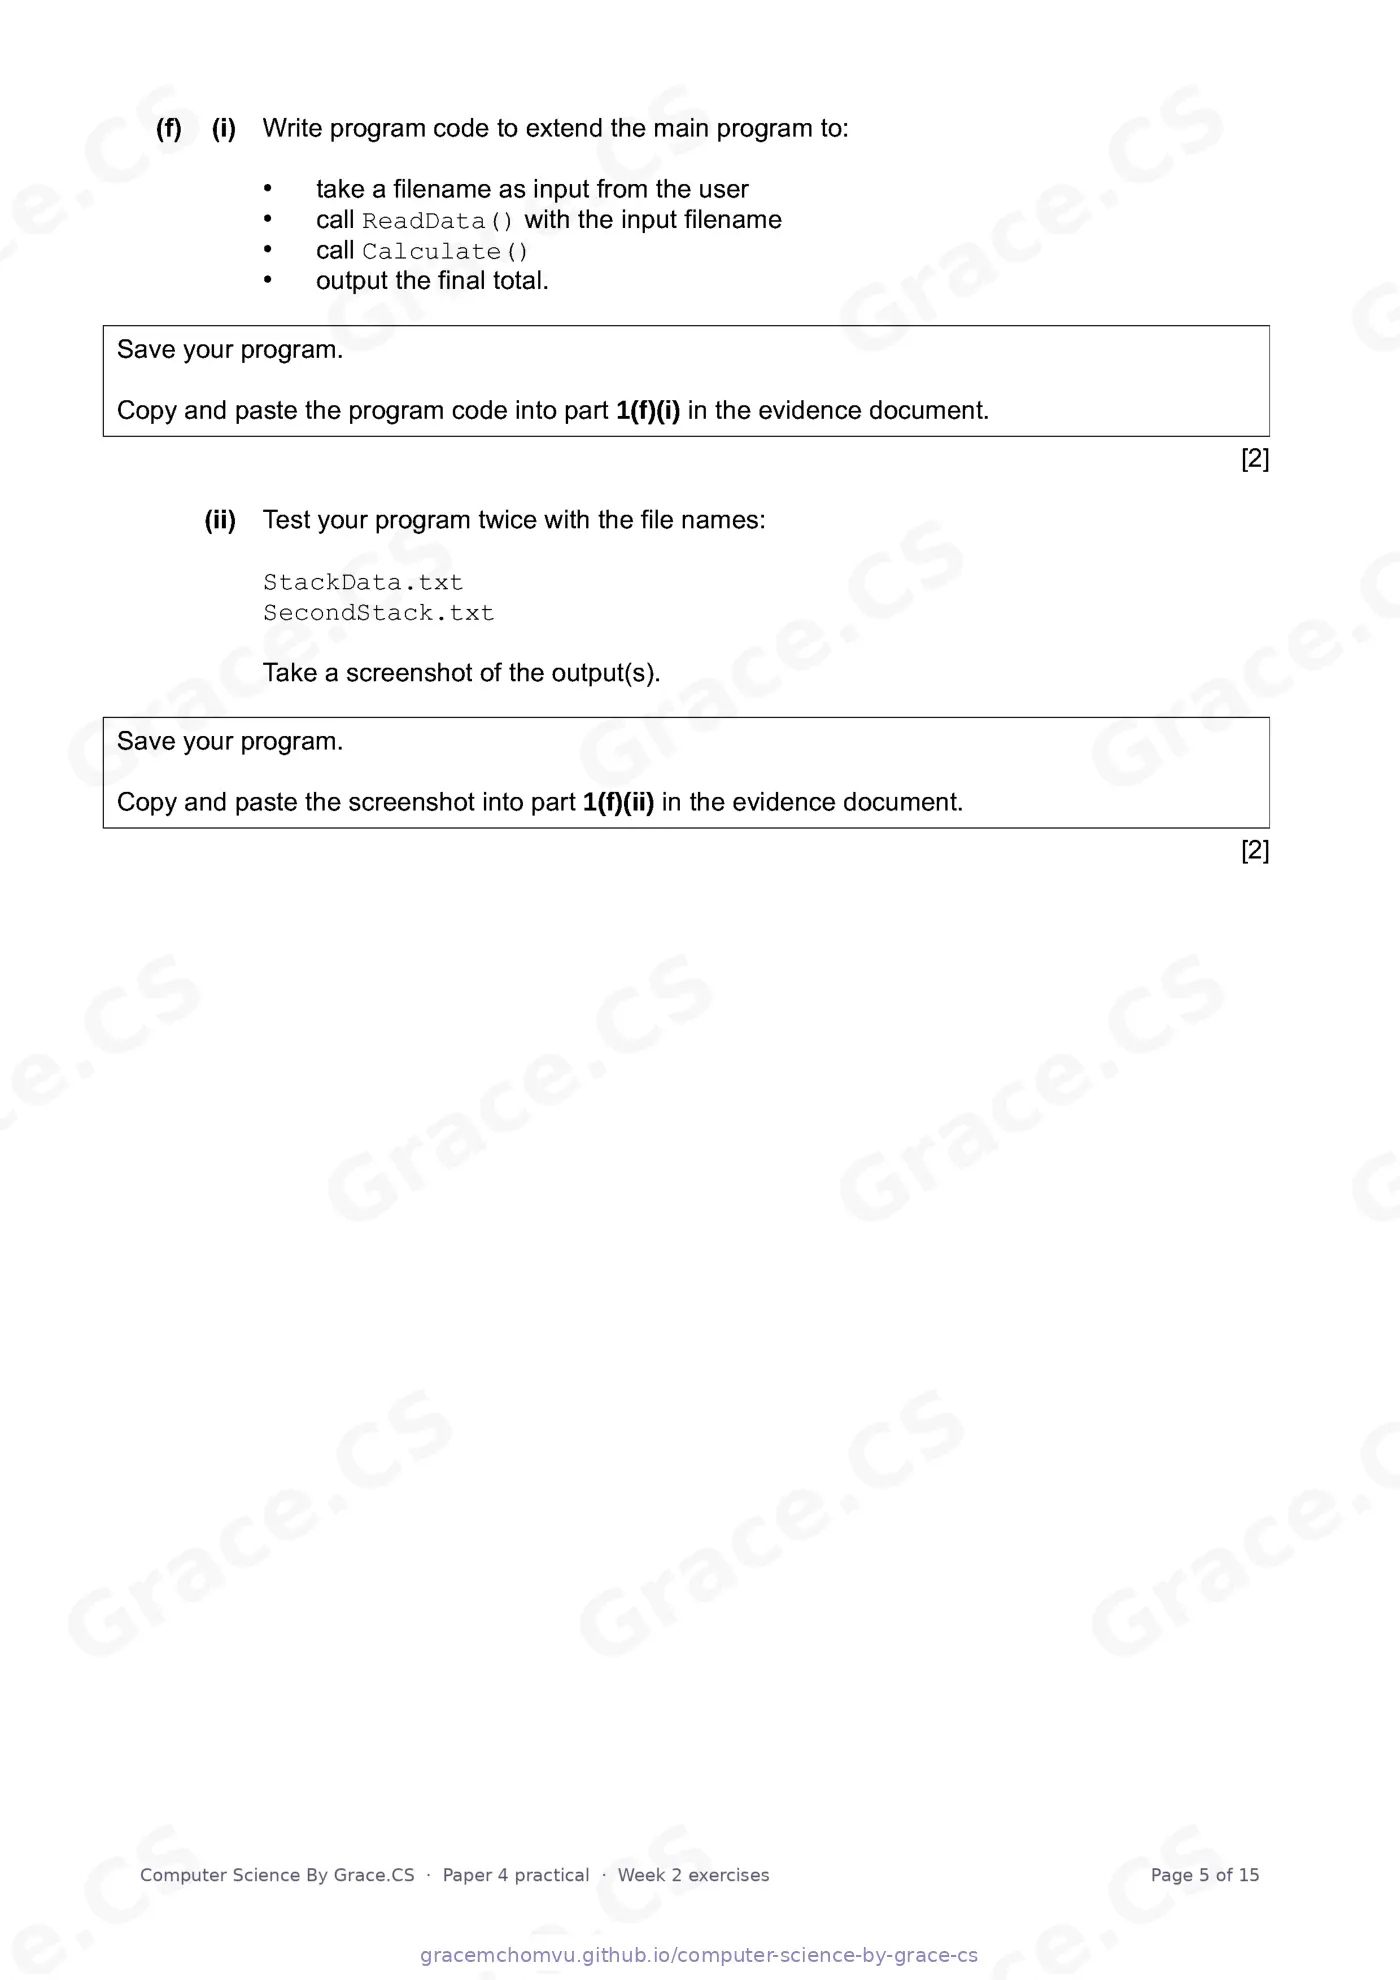 (f) (i) Write program code to extend the main program to:
• take a filename as input from the user
• call ReadData() with the input filename
• call Calculate()
• output the final total.
Save your program.
Copy and paste the program code into part 1(f)(i) in the evidence document.
[2]
(ii) Test your program twice with the file names:
StackData.txt
SecondStack.txt
Take a screenshot of the output(s).
Save your program.
Copy and paste the screenshot into part 1(f)(ii) in the evidence document.
[2]
Computer Science By Grace.CS · Paper 4 practical · Week 2 exercises Page 5 of 15
gracemchomvu.github.io/computer-science-by-grace-cs